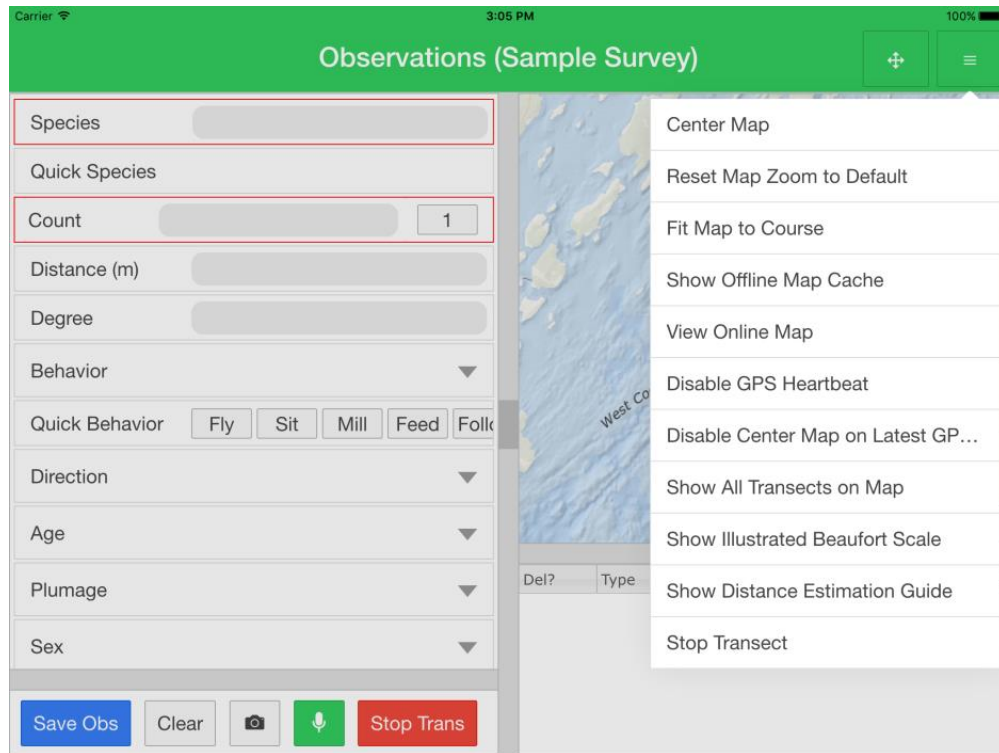 Carrier 3:05 PM 100%
Observations (Sample Survey)
Species
Quick Species
Count 1
Distance (m)
Degree
Behavior
Quick Behavior Fly Sit Mill Feed Follo
Direction
Age
Plumage
Sex
Save Obs Clear Stop Trans
West Co
Del? Type
Center Map
Reset Map Zoom to Default
Fit Map to Course
Show Offline Map Cache
View Online Map
Disable GPS Heartbeat
Disable Center Map on Latest GP...
Show All Transects on Map
Show Illustrated Beaufort Scale
Show Distance Estimation Guide
Stop Transect